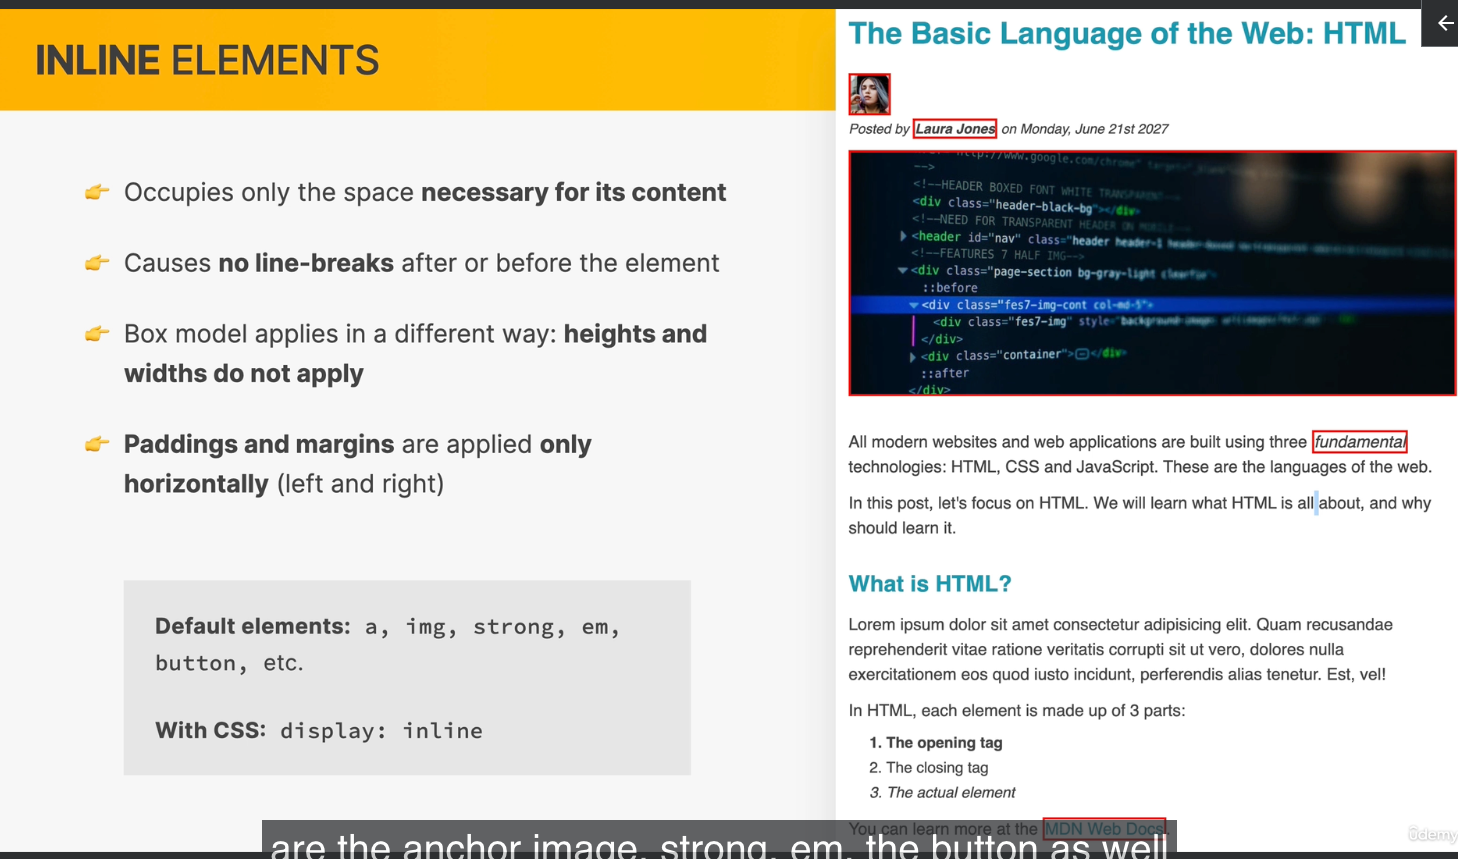 INLINE ELEMENTS
Occupies only the space necessary for its content
Causes no line-breaks after or before the element
Box model applies in a different way: heights and
widths do not apply
Paddings and margins are applied only
horizontally (left and right)
Default elements: a, img, strong, em,
button, etc.
With CSS: display: inline
The Basic Language of the Web: HTML
Posted by Laura Jones on Monday, June 21st 2027
-->
<!--HEADER BOXED FONT WHITE TRANSPARENT-->
<div class="header-black-bg"></div>
<!--NEED FOR TRANSPARENT HEADER ON MOBILE-->
<header id="nav" class="header header-1
<!--FEATURES 7 HALF IMG-->
<div class="page-section bg-gray-light clearfix">
::before
<div class="fes7-img-cont col-md-5">
<div class="fes7-img" style="background-image:
</div>
<div class="container"></div>
::after
</div>
All modern websites and web applications are built using three fundamental
technologies: HTML, CSS and JavaScript. These are the languages of the web.
In this post, let's focus on HTML. We will learn what HTML is all about, and why
should learn it.
What is HTML?
Lorem ipsum dolor sit amet consectetur adipisicing elit. Quam recusandae
reprehenderit vitae ratione veritatis corrupti sit ut vero, dolores nulla
exercitationem eos quod iusto incidunt, perferendis alias tenetur. Est, vel!
In HTML, each element is made up of 3 parts:
1. The opening tag
2. The closing tag
3. The actual element
You can learn more at the MDN Web Docs.
are the anchor image, strong, em, the button as well
ûdemy